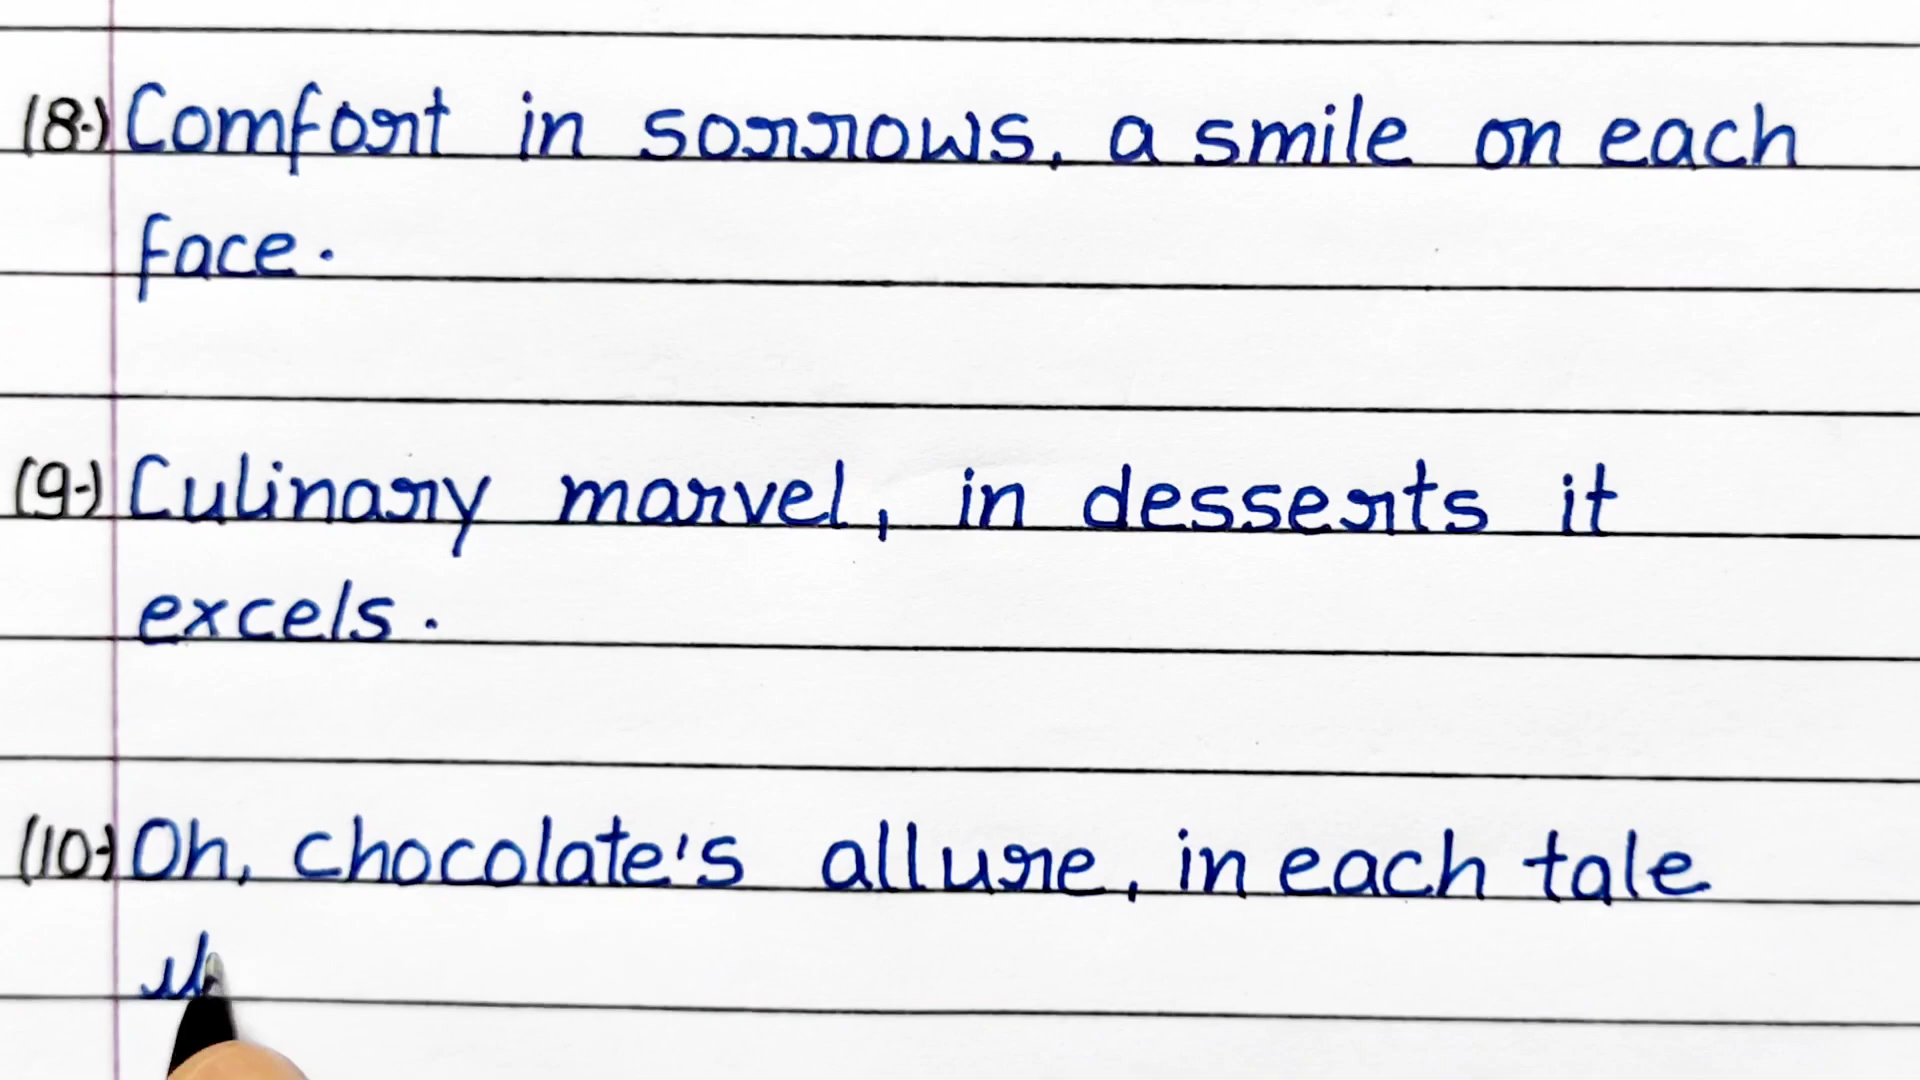 (8.) Comfort in sorrows, a smile on each
face.
(9.) Culinary marvel, in desserts it
excels.
(10.) Oh, chocolate's allure, in each tale